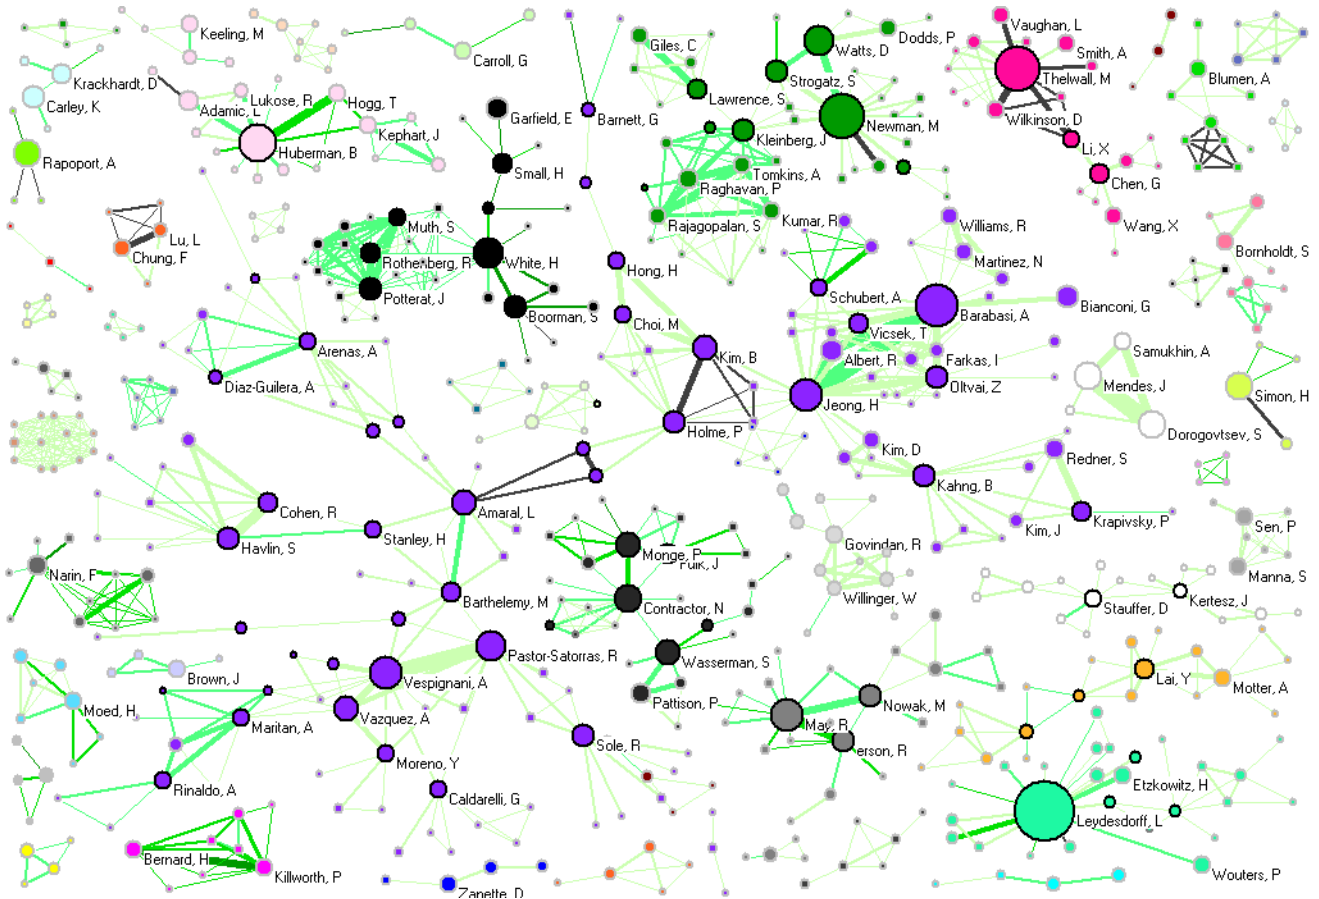 Vaughan, L
Keeling, M
Giles, C
Watts, D
Dodds, P
Smith, A
Carroll, G
Thelwall, M
Krackhardt, D
Strogatz, S
Blumen, A
Carley, K
Adamic, L
Lukose, R
Hogg, T
Lawrence, S
Garfield, E
Barnett, G
Wilkinson, D
Newman, M
Kephart, J
Kleinberg, J
Huberman, B
Li, X
Rapoport, A
Small, H
Tomkins, A
Chen, G
Raghavan, P
Kumar, R
Williams, R
Wang, X
Rajagopalan, S
Muth, S
Lu, L
Chung, F
Bornholdt, S
Rothenberg, R
White, H
Martinez, N
Hong, H
Potterat, J
Schubert, A
Bianconi, G
Boorman, S
Barabasi, A
Choi, M
Vicsek, T
Arenas, A
Samukhin, A
Kim, B
Albert, R
Farkas, I
Diaz-Guilera, A
Oltvai, Z
Mendes, J
Simon, H
Jeong, H
Holme, P
Dorogovtsev, S
Kim, D
Redner, S
Cohen, R
Amaral, L
Kahng, B
Krapivsky, P
Kim, J
Sen, P
Stanley, H
Govindan, R
Havlin, S
Monge, P
Fulk, J
Narin, F
Manna, S
Willinger, W
Barthelemy, M
Contractor, N
Stauffer, D
Kertesz, J
Pastor-Satorras, R
Wasserman, S
Brown, J
Lai, Y
Vespignani, A
Motter, A
Pattison, P
Nowak, M
Moed, H
Vazquez, A
Maritan, A
May, R
Sole, R
erson, R
Moreno, Y
Rinaldo, A
Etzkowitz, H
Caldarelli, G
Leydesdorff, L
Bernard, H
Killworth, P
Wouters, P
Zanette, D